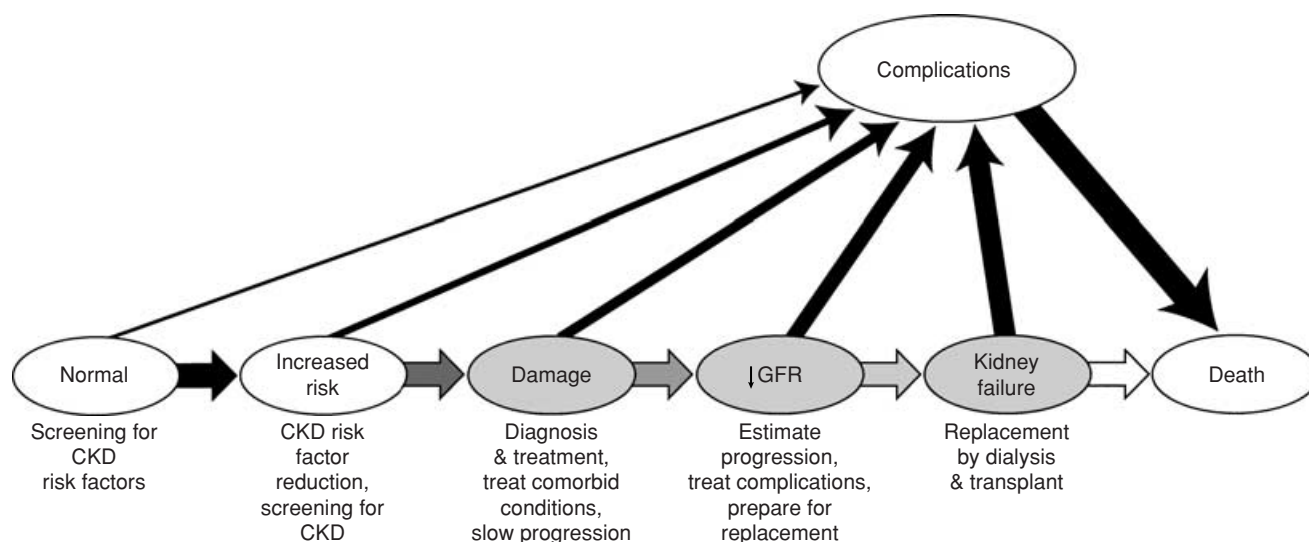 Complications
Normal
Increased
risk
Damage
↓GFR
Kidney
failure
Death
Screening for
CKD
risk factors
CKD risk
factor
reduction,
screening for
CKD
Diagnosis
& treatment,
treat comorbid
conditions,
slow progression
Estimate
progression,
treat complications,
prepare for
replacement
Replacement
by dialysis
& transplant